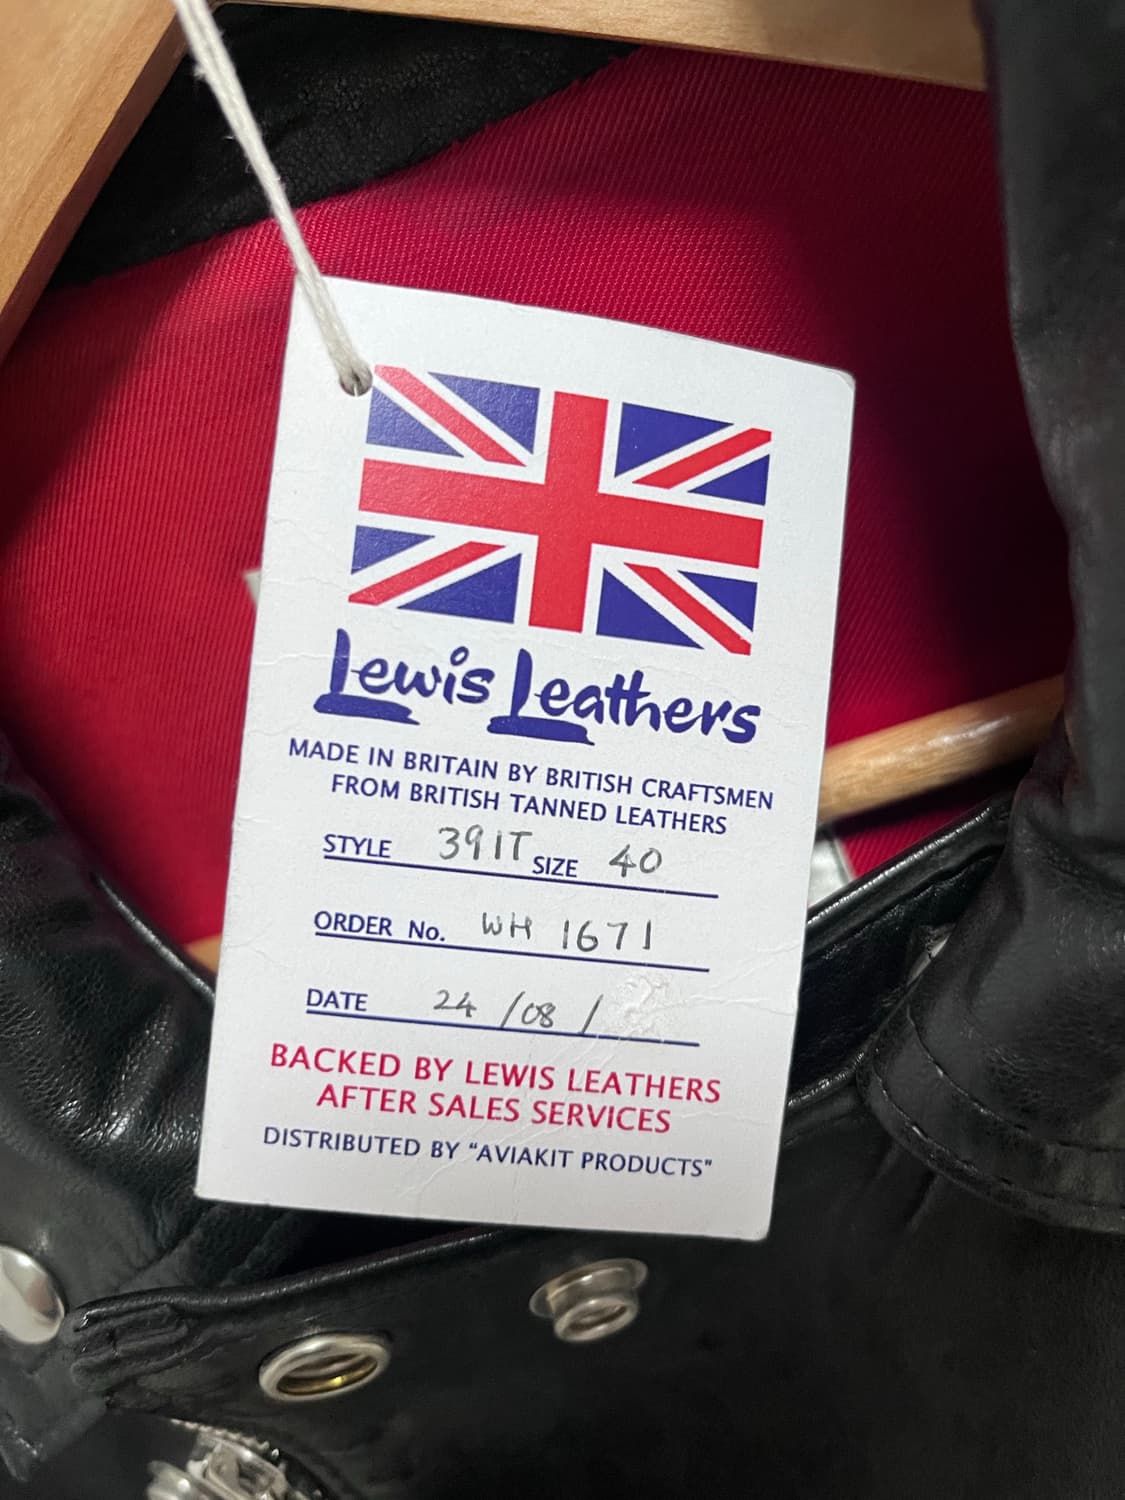 Lewis Leathers
MADE IN BRITAIN BY BRITISH CRAFTSMEN
FROM BRITISH TANNED LEATHERS
STYLE 391T SIZE 40
ORDER No. WH 1671
DATE 24/08/
BACKED BY LEWIS LEATHERS
AFTER SALES SERVICES
DISTRIBUTED BY “AVIAKIT PRODUCTS”